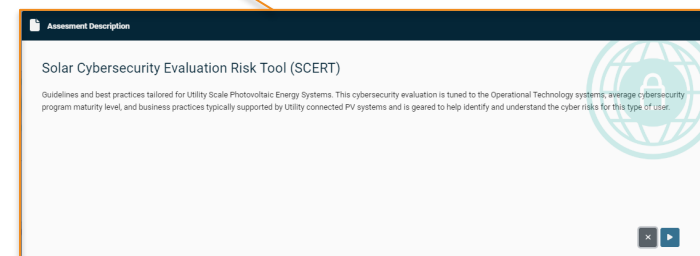 Assesment Description
Solar Cybersecurity Evaluation Risk Tool (SCERT)
Guidelines and best practices tailored for Utility Scale Photovoltaic Energy Systems. This cybersecurity evaluation is tuned to the Operational Technology systems, average cybersecurity
program maturity level, and business practices typically supported by Utility connected PV systems and is geared to help identify and understand the cyber risks for this type of user.